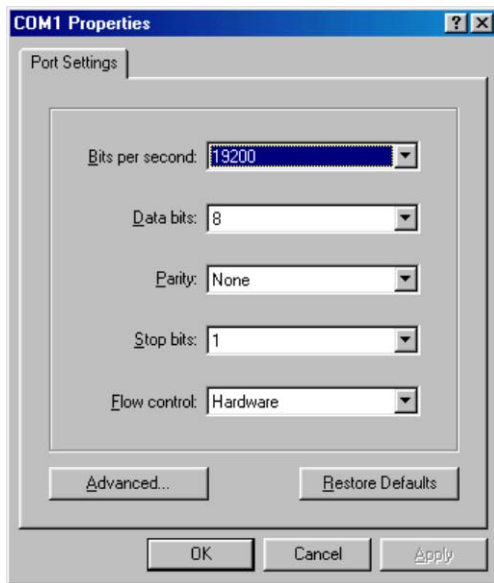 COM1 Properties
Port Settings
Bits per second: 19200
Data bits: 8
Parity: None
Stop bits: 1
Flow control: Hardware
Advanced... Restore Defaults
OK Cancel Apply